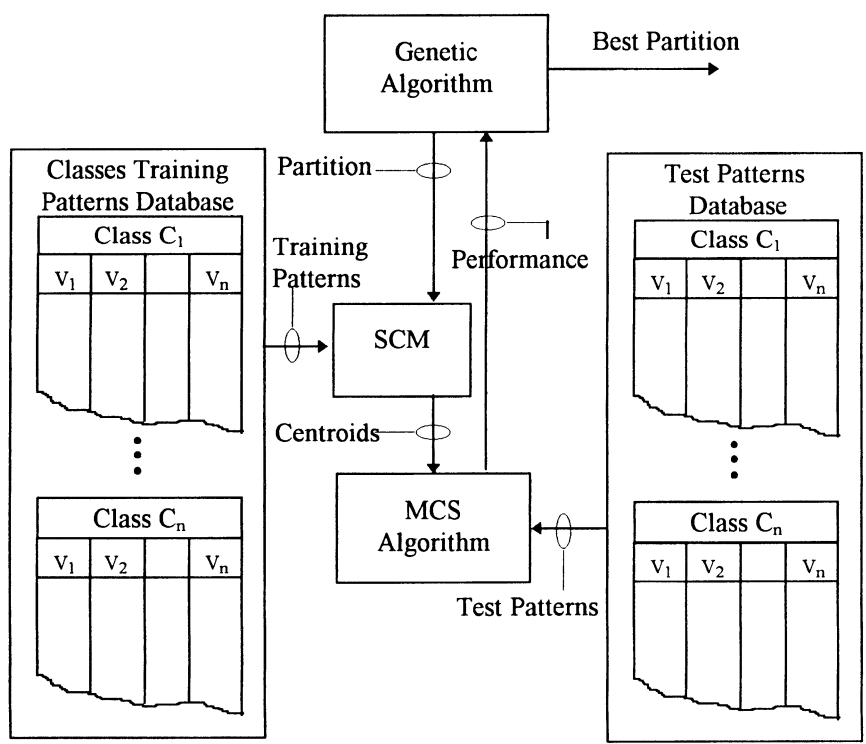 Genetic
Algorithm
Best Partition
Partition
Performance
Classes Training
Patterns Database
Class C₁
V₁ V₂ Vₙ
Class Cₙ
V₁ V₂ Vₙ
Training
Patterns
SCM
Centroids
MCS
Algorithm
Test Patterns
Test Patterns
Database
Class C₁
V₁ V₂ Vₙ
Class Cₙ
V₁ V₂ Vₙ